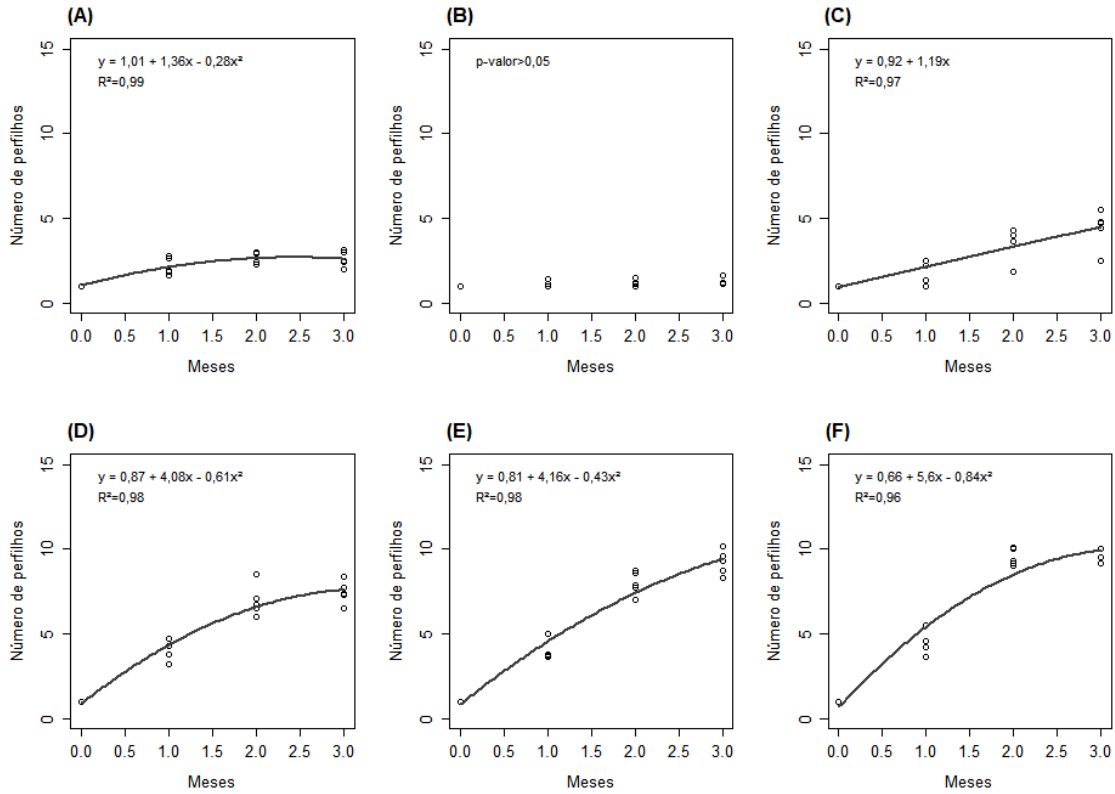 (A)
y = 1,01 + 1,36x - 0,28x²
R²=0,99
Número de perfilhos
15
10
5
0
0.0 0.5 1.0 1.5 2.0 2.5 3.0
Meses
(B)
p-valor>0,05
Número de perfilhos
15
10
5
0
0.0 0.5 1.0 1.5 2.0 2.5 3.0
Meses
(C)
y = 0,92 + 1,19x
R²=0,97
Número de perfilhos
15
10
5
0
0.0 0.5 1.0 1.5 2.0 2.5 3.0
Meses
(D)
y = 0,87 + 4,08x - 0,61x²
R²=0,98
Número de perfilhos
15
10
5
0
0.0 0.5 1.0 1.5 2.0 2.5 3.0
Meses
(E)
y = 0,81 + 4,16x - 0,43x²
R²=0,98
Número de perfilhos
15
10
5
0
0.0 0.5 1.0 1.5 2.0 2.5 3.0
Meses
(F)
y = 0,66 + 5,6x - 0,84x²
R²=0,96
Número de perfilhos
15
10
5
0
0.0 0.5 1.0 1.5 2.0 2.5 3.0
Meses